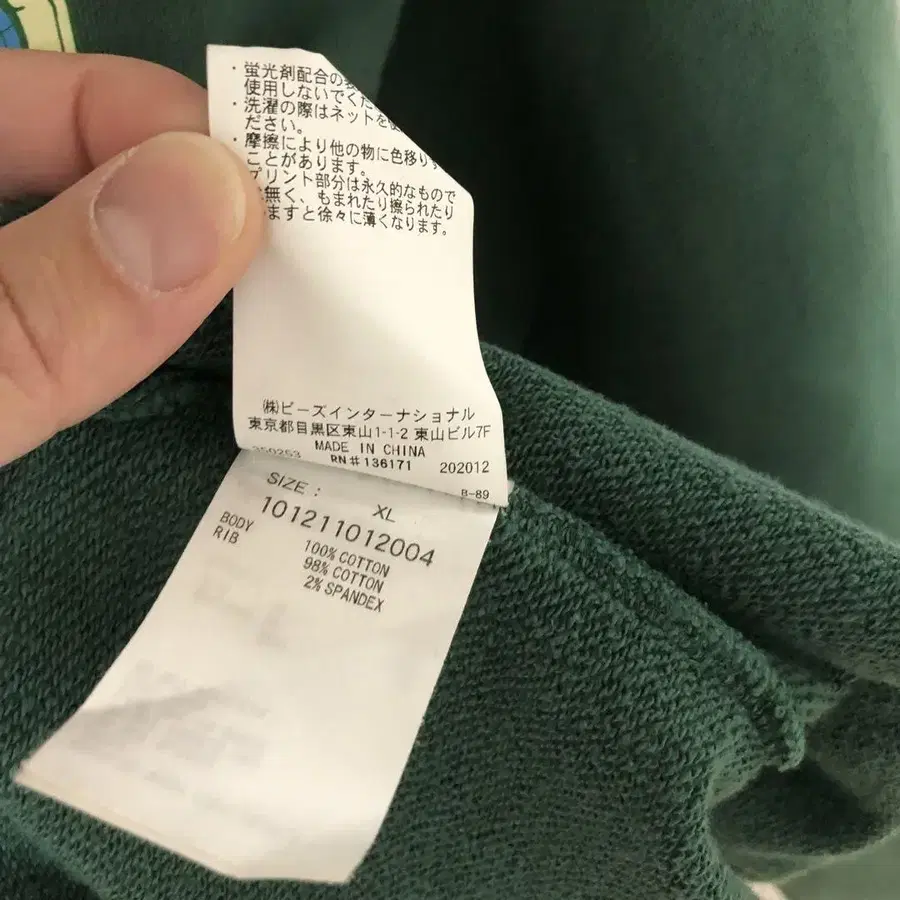 ・蛍光剤配合の
使用しないでくだ
・洗濯の際はネットを使
ださい。
・摩擦により他の物に色移りす
ことがあります。
プリント部分は永久的なもので
無く、もまれたり擦られたり
ますと徐々に薄くなります。
㈱ビーズインターナショナル
東京都目黒区東山1-1-2 東山ビル7F
MADE IN CHINA
350253 RN#136171 202012
B-89
SIZE : XL
101211012004
BODY 100% COTTON
RIB 98% COTTON
2% SPANDEX